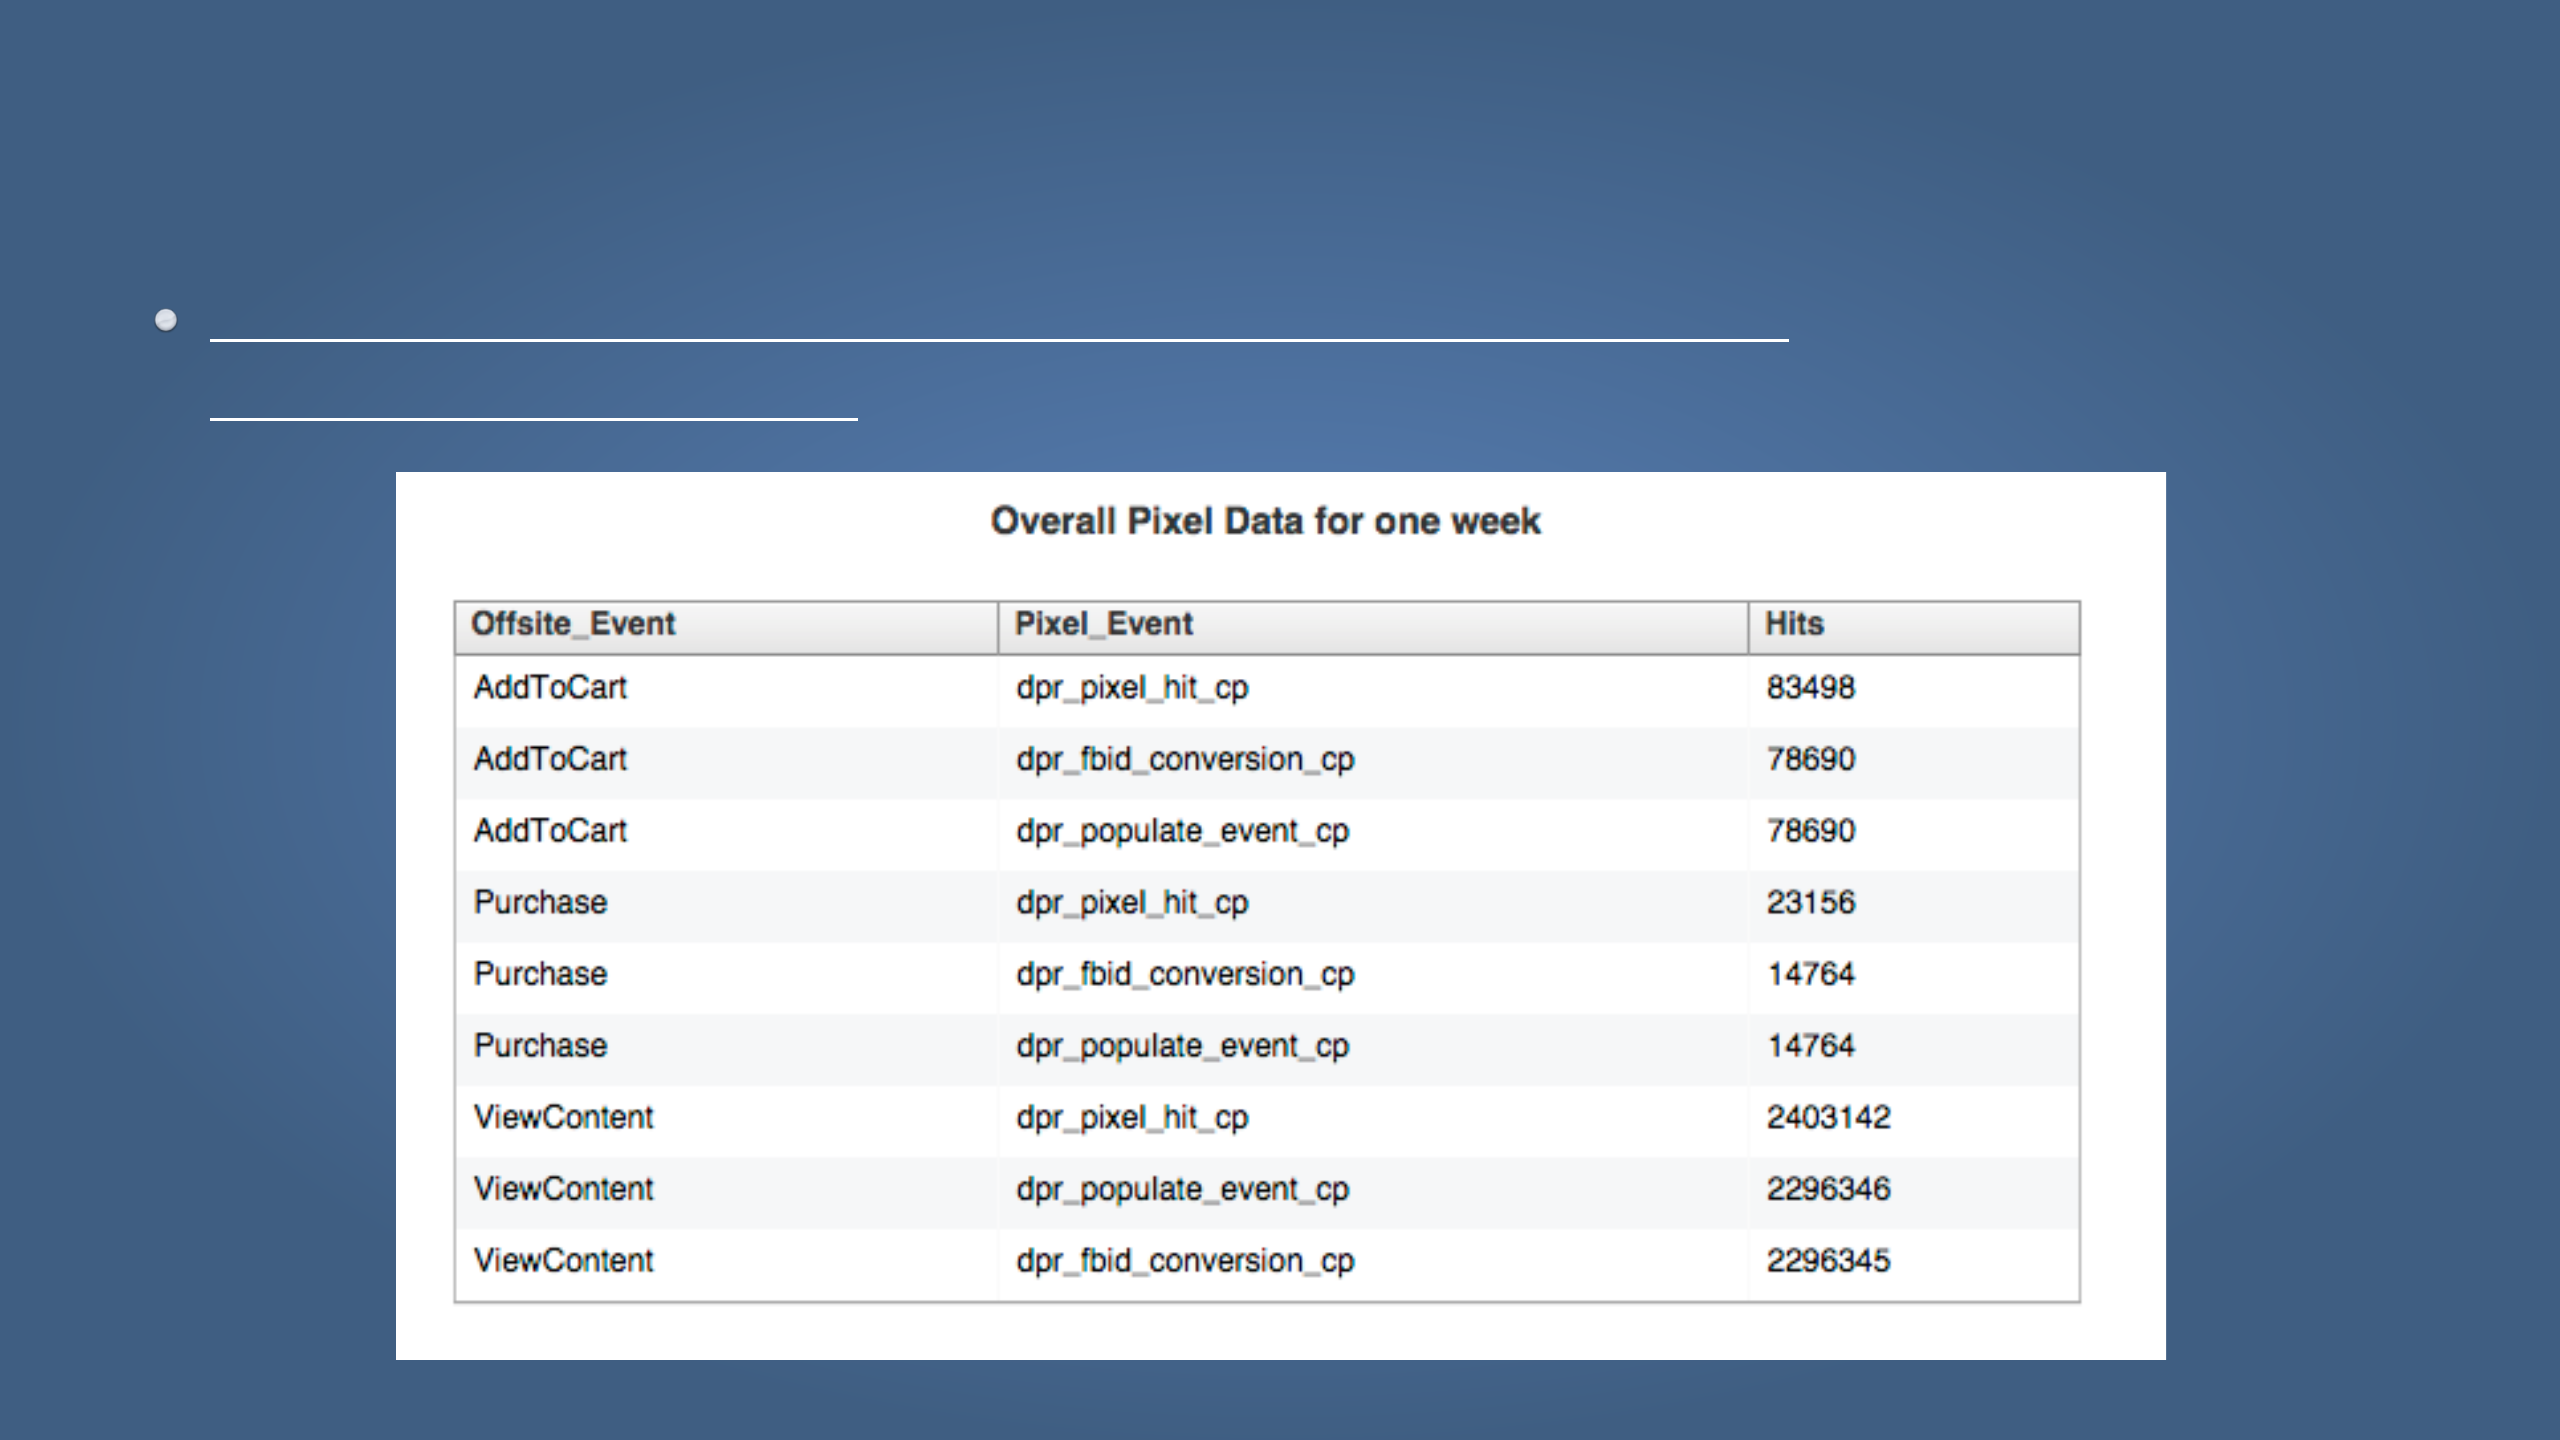 Overall Pixel Data for one week
Offsite_Event Pixel_Event Hits
AddToCart dpr_pixel_hit_cp 83498
AddToCart dpr_fbid_conversion_cp 78690
AddToCart dpr_populate_event_cp 78690
Purchase dpr_pixel_hit_cp 23156
Purchase dpr_fbid_conversion_cp 14764
Purchase dpr_populate_event_cp 14764
ViewContent dpr_pixel_hit_cp 2403142
ViewContent dpr_populate_event_cp 2296346
ViewContent dpr_fbid_conversion_cp 2296345